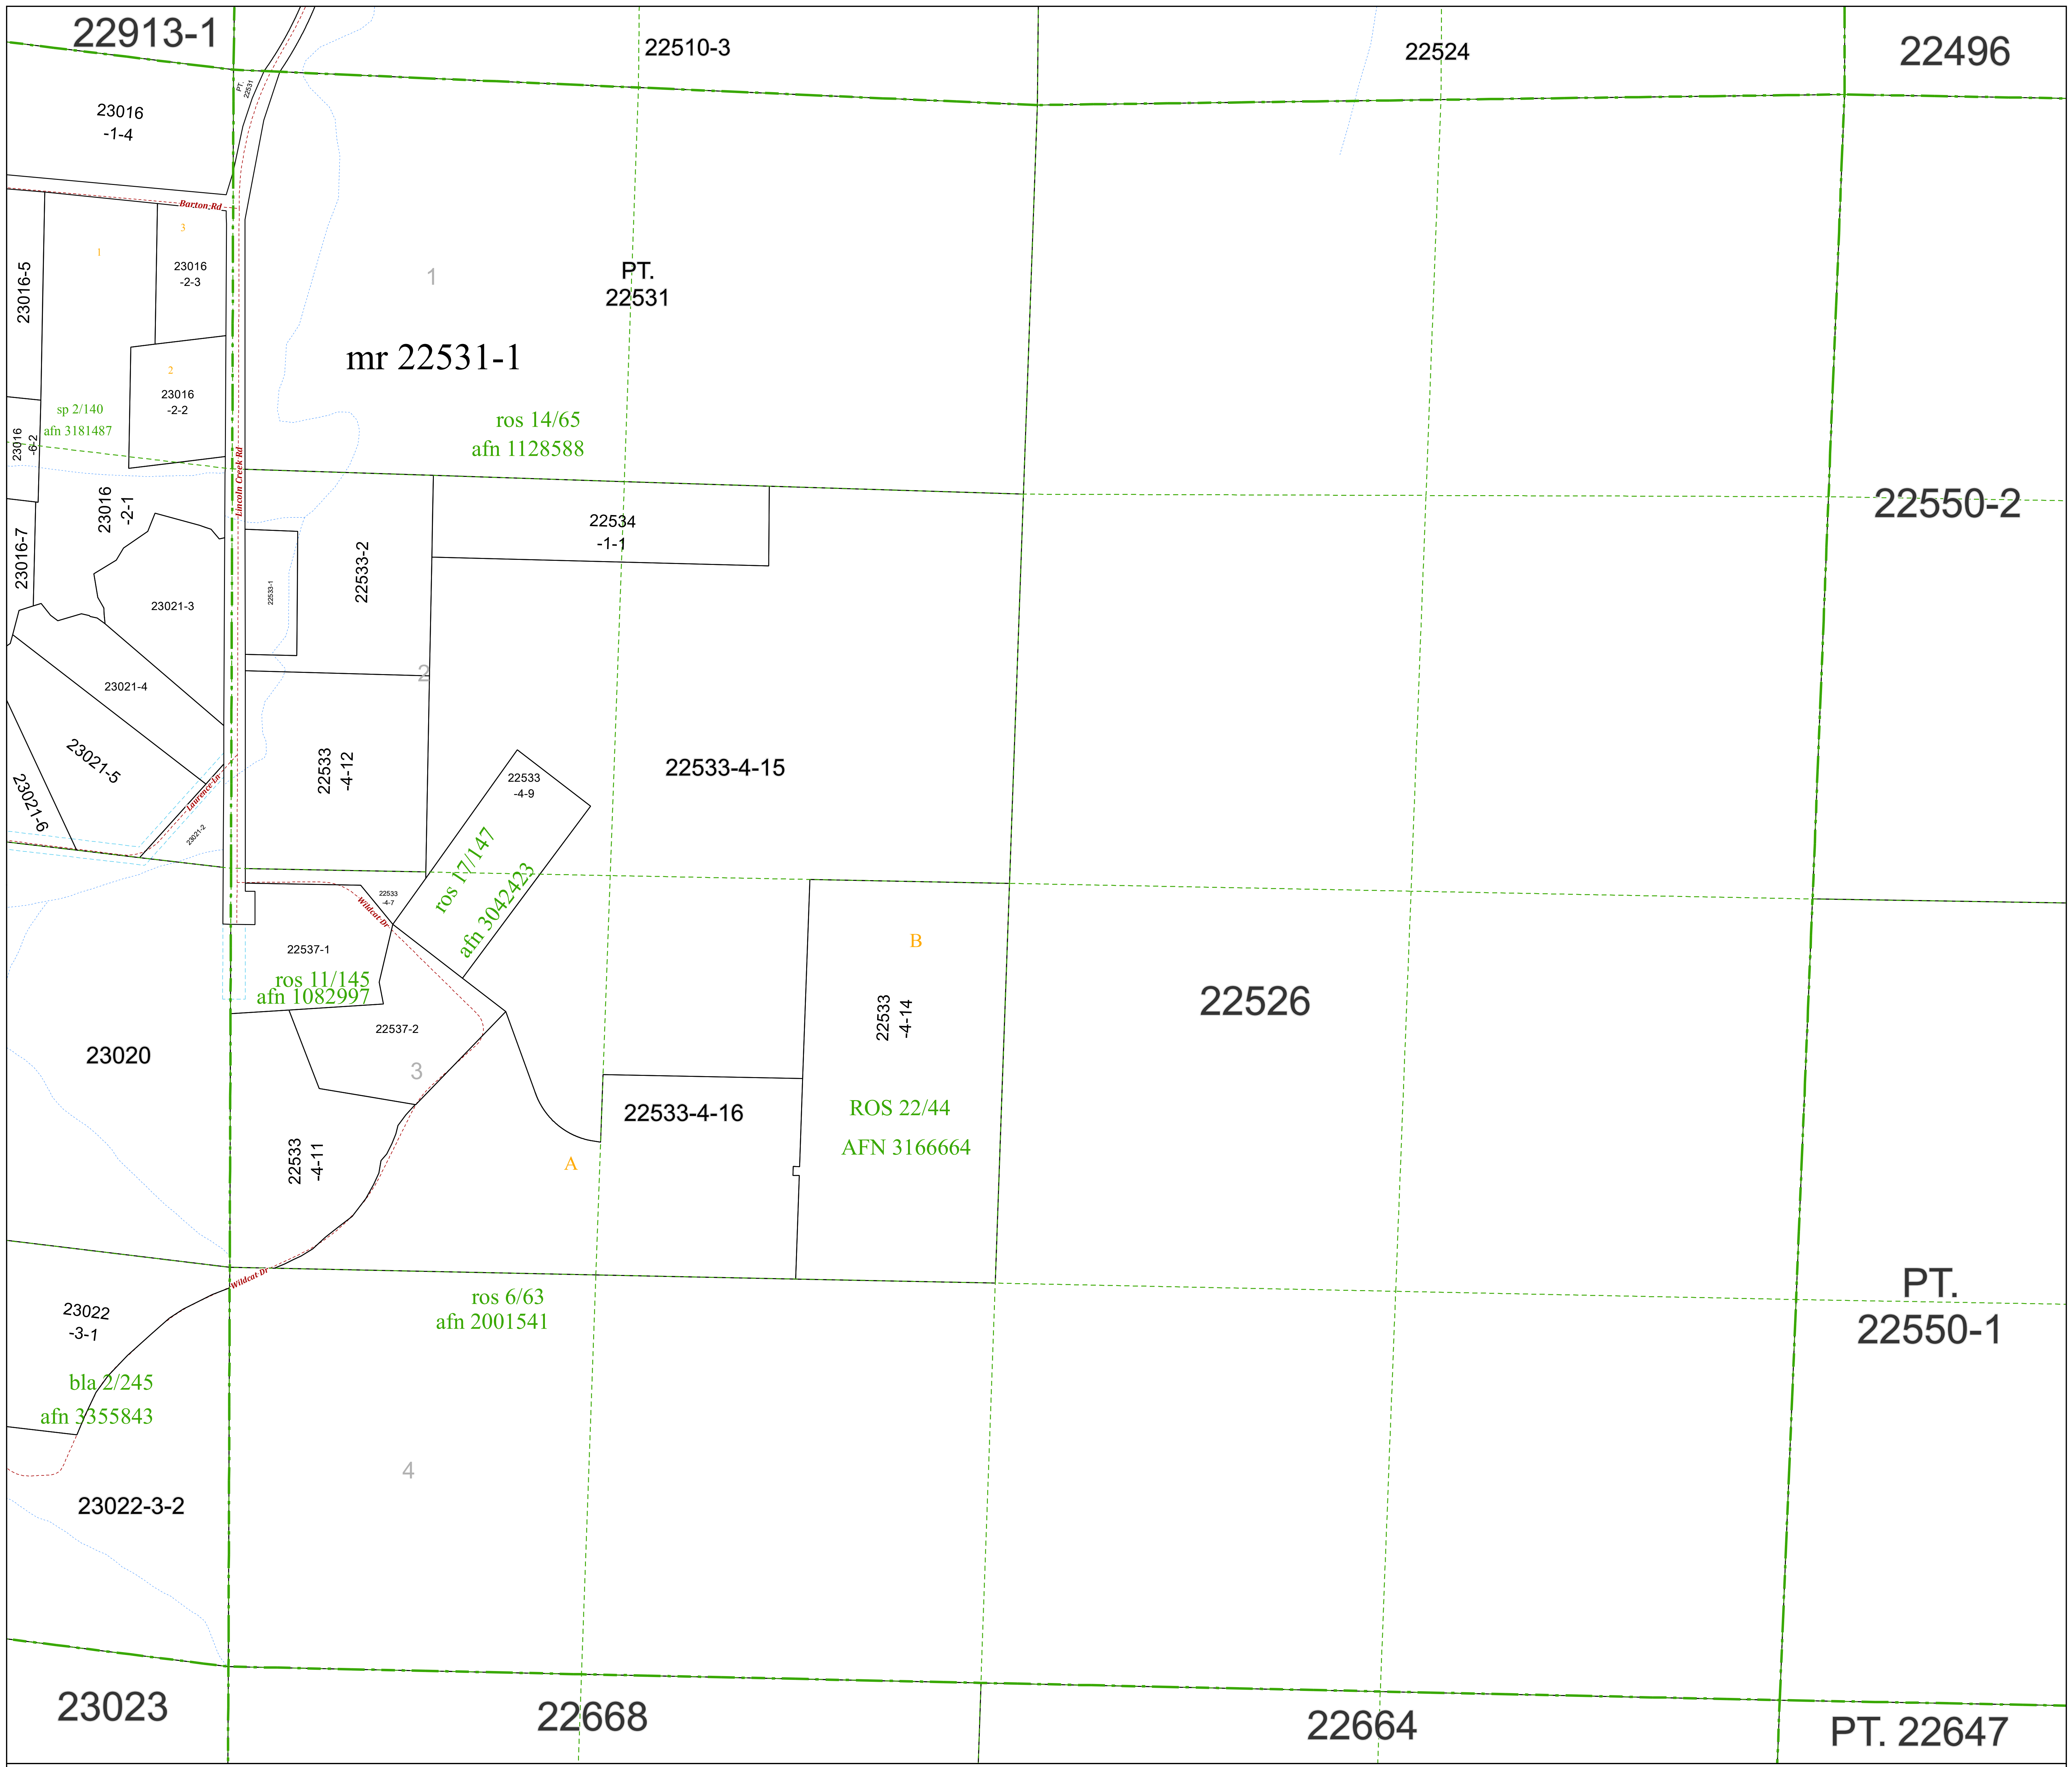 22913-1
22510-3
22524
22496
PT.
22531
23016
-1-4
Barton Rd
1
3
23016
-2-3
23016-5
1
PT.
22531
mr 22531-1
2
23016
-2-2
sp 2/140
afn 3181487
ros 14/65
afn 1128588
23016
-6-2
Lincoln Creek Rd
23016
-2-1
22550-2
22534
-1-1
23016-7
22533-2
22533-1
23021-3
2
23021-4
23021-5
22533
-4-12
22533-4-15
22533
-4-9
23021-6
Laurence Ln
23021-2
ros 17/147
afn 3042423
22533
-4-7
Wildcat Dr
B
22537-1
ros 11/145
afn 1082997
22533
-4-14
22526
22537-2
23020
3
22533-4-16
ROS 22/44
AFN 3166664
22533
-4-11
A
Wildcat Dr
PT.
22550-1
ros 6/63
afn 2001541
23022
-3-1
bla 2/245
afn 3355843
4
23022-3-2
23023
22668
22664
PT. 22647